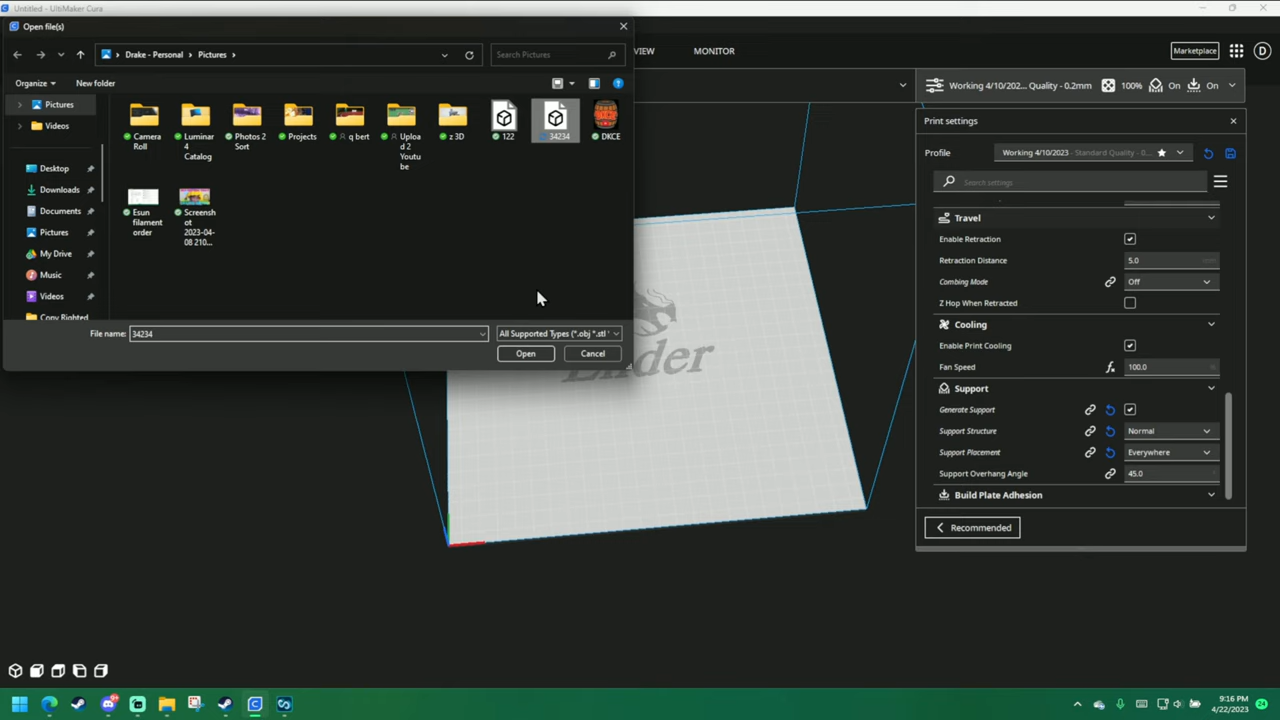 Untitled - UltiMaker Cura
Open file(s)
Drake - Personal > Pictures >
Search Pictures
Organize
New folder
Pictures
Videos
Desktop
Downloads
Documents
Pictures
My Drive
Music
Videos
Copy Righted
Camera Roll
Luminar 4 Catalog
Photos 2 Sort
Projects
q bert
Upload 2 Youtube
z 3D
122
34234
DKCE
Esun filament order
Screenshot 2023-04-08 210...
File name:
34234
All Supported Types (*.obj *.stl *
Open
Cancel
VIEW
MONITOR
Marketplace
D
Working 4/10/202... Quality - 0.2mm
100%
On
On
Print settings
Profile
Working 4/10/2023 - Standard Quality - 0...
Search settings
Travel
Enable Retraction
Retraction Distance
5.0
mm
Combing Mode
Off
Z Hop When Retracted
Cooling
Enable Print Cooling
Fan Speed
100.0
%
Support
Generate Support
Support Structure
Normal
Support Placement
Everywhere
Support Overhang Angle
45.0
°
Build Plate Adhesion
Recommended
Ender
9:16 PM
4/22/2023
24